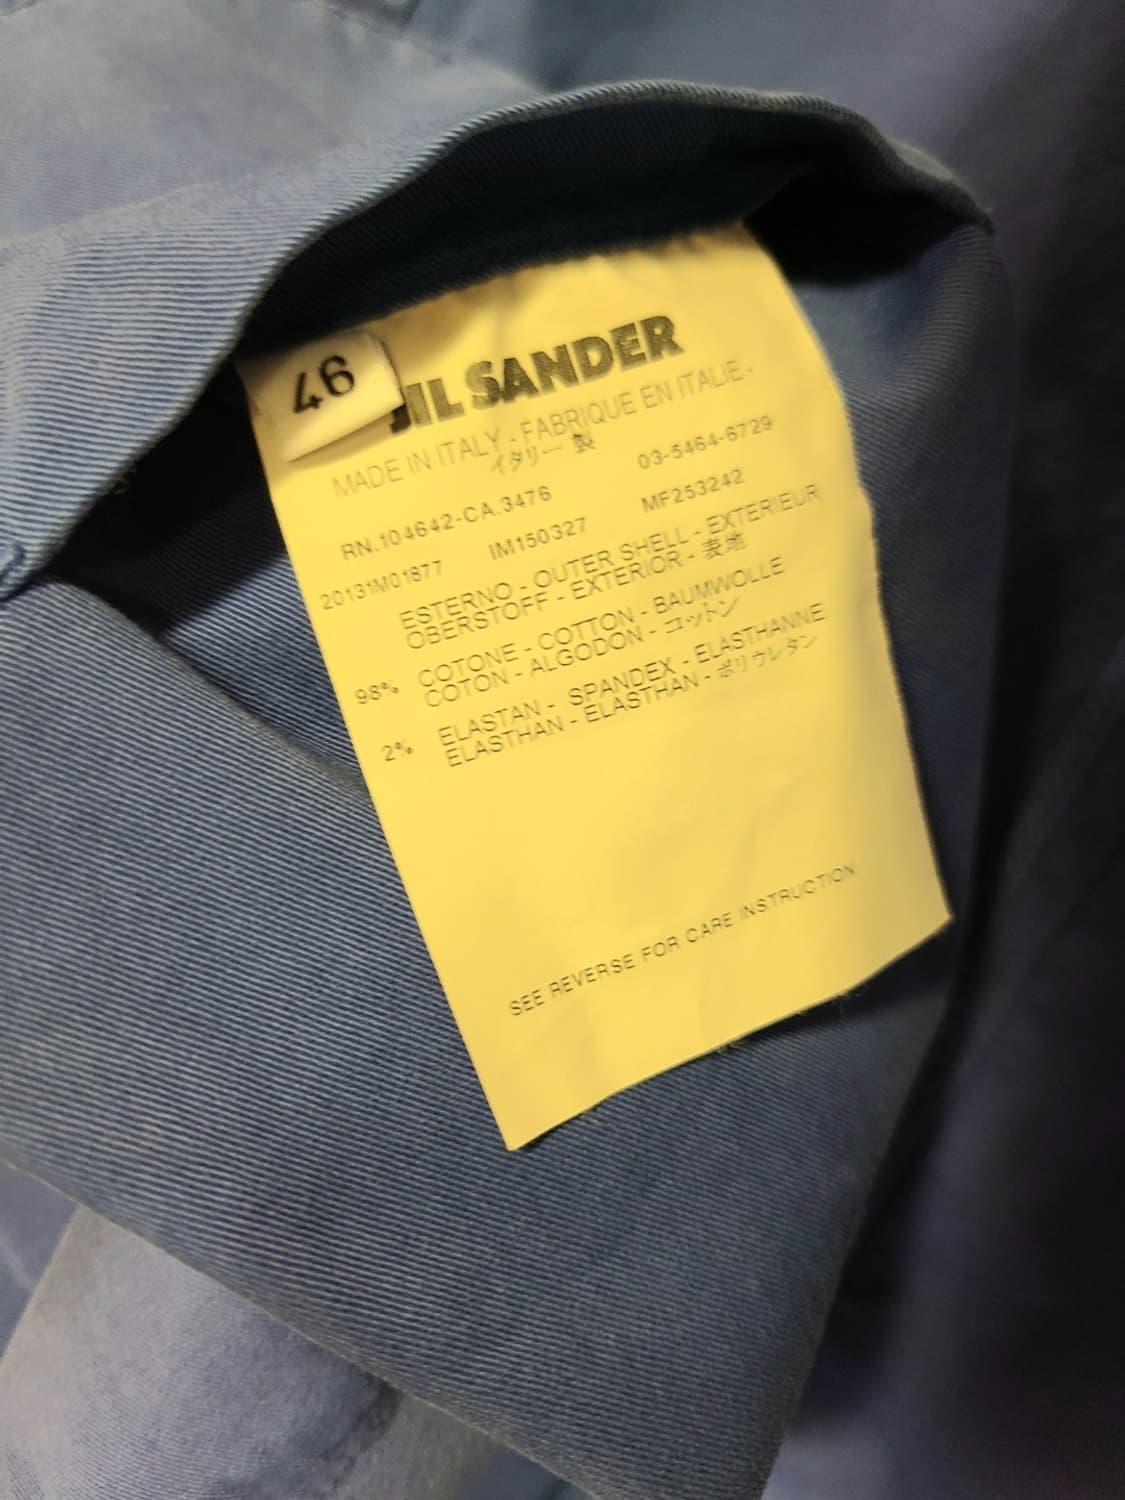 46
JIL SANDER
MADE IN ITALY - FABRIQUE EN ITALIE -
イタリー製
RN.104642-CA.3476 03-5464-6729
20131M01877 IM150327 MF253242
ESTERNO - OUTER SHELL - EXTERIEUR
OBERSTOFF - EXTERIOR - 表地
98% COTONE - COTTON - BAUMWOLLE
COTON - ALGODON - コットン
2% ELASTAN - SPANDEX - ELASTHANNE
ELASTHAN - ELASTHAN - ポリウレタン
SEE REVERSE FOR CARE INSTRUCTION